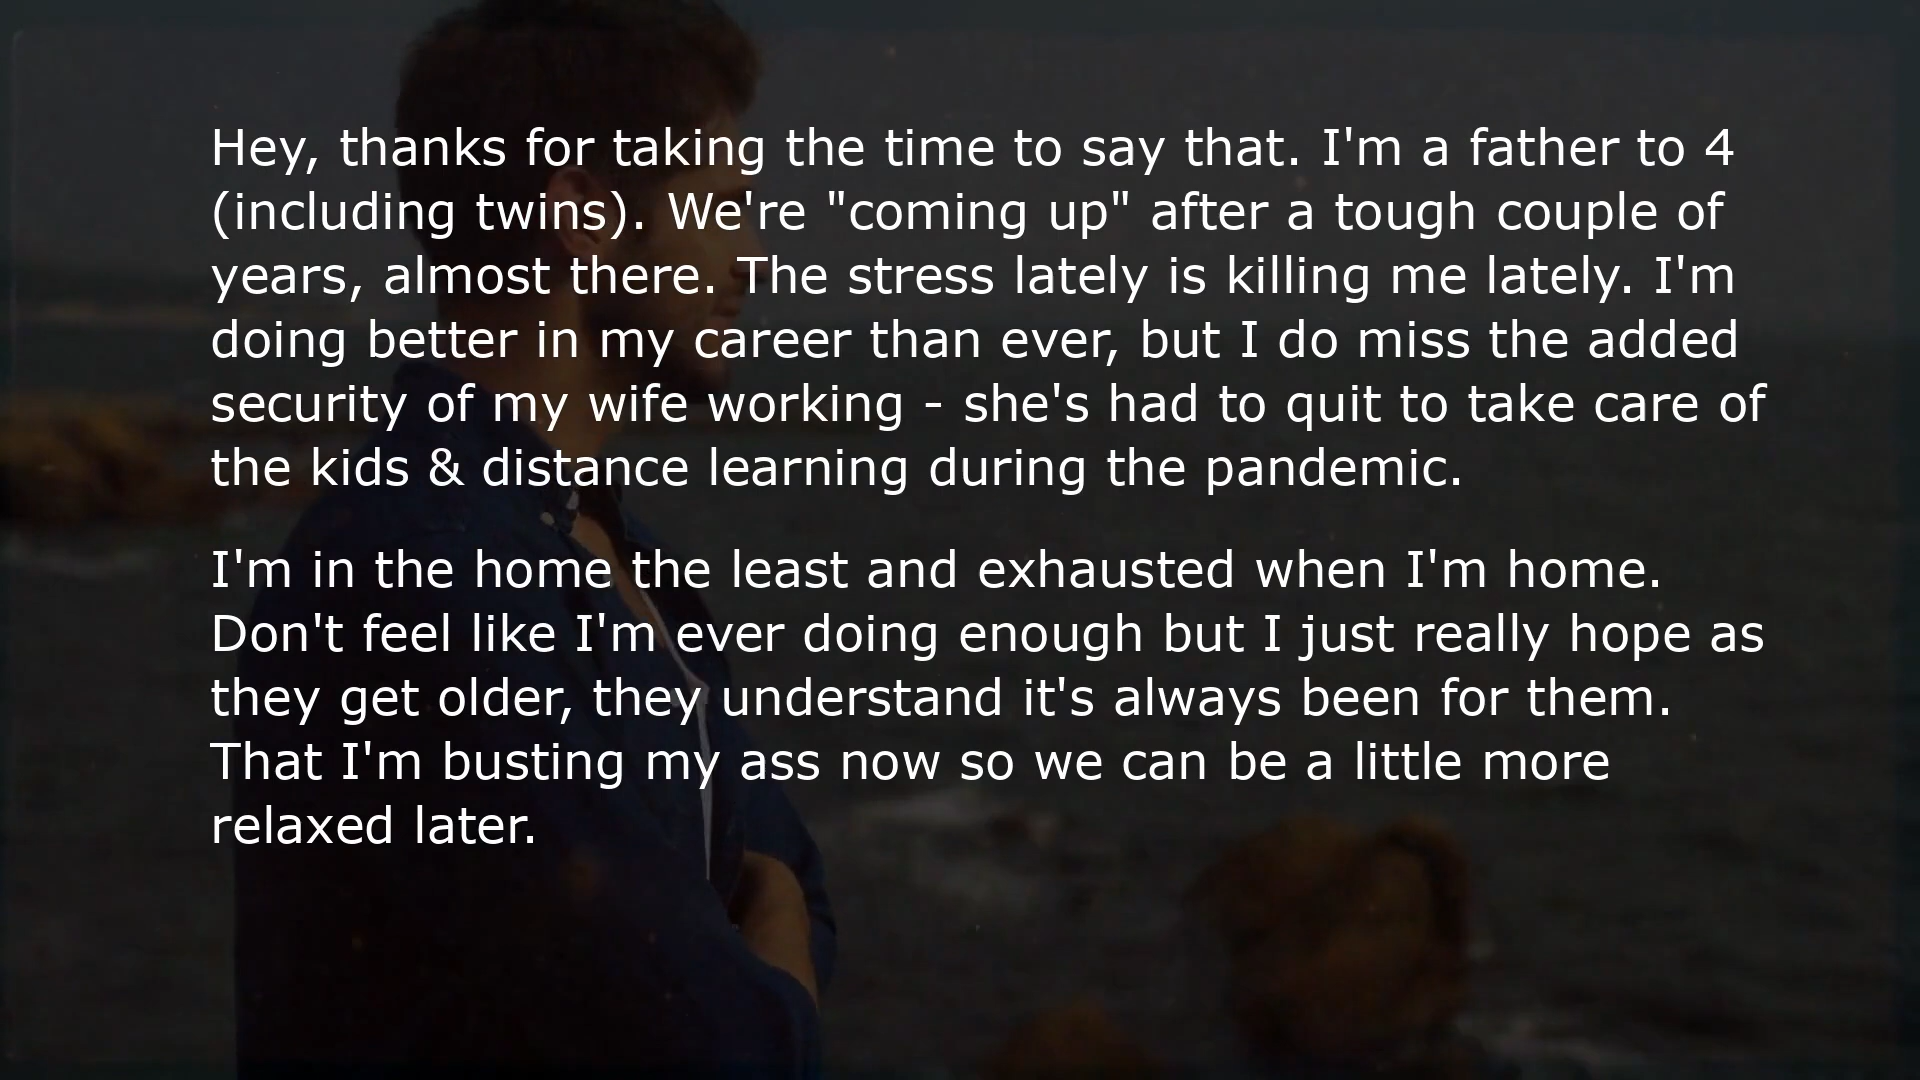 Hey, thanks for taking the time to say that. I'm a father to 4
(including twins). We're "coming up" after a tough couple of
years, almost there. The stress lately is killing me lately. I'm
doing better in my career than ever, but I do miss the added
security of my wife working - she's had to quit to take care of
the kids & distance learning during the pandemic.
I'm in the home the least and exhausted when I'm home.
Don't feel like I'm ever doing enough but I just really hope as
they get older, they understand it's always been for them.
That I'm busting my ass now so we can be a little more
relaxed later.